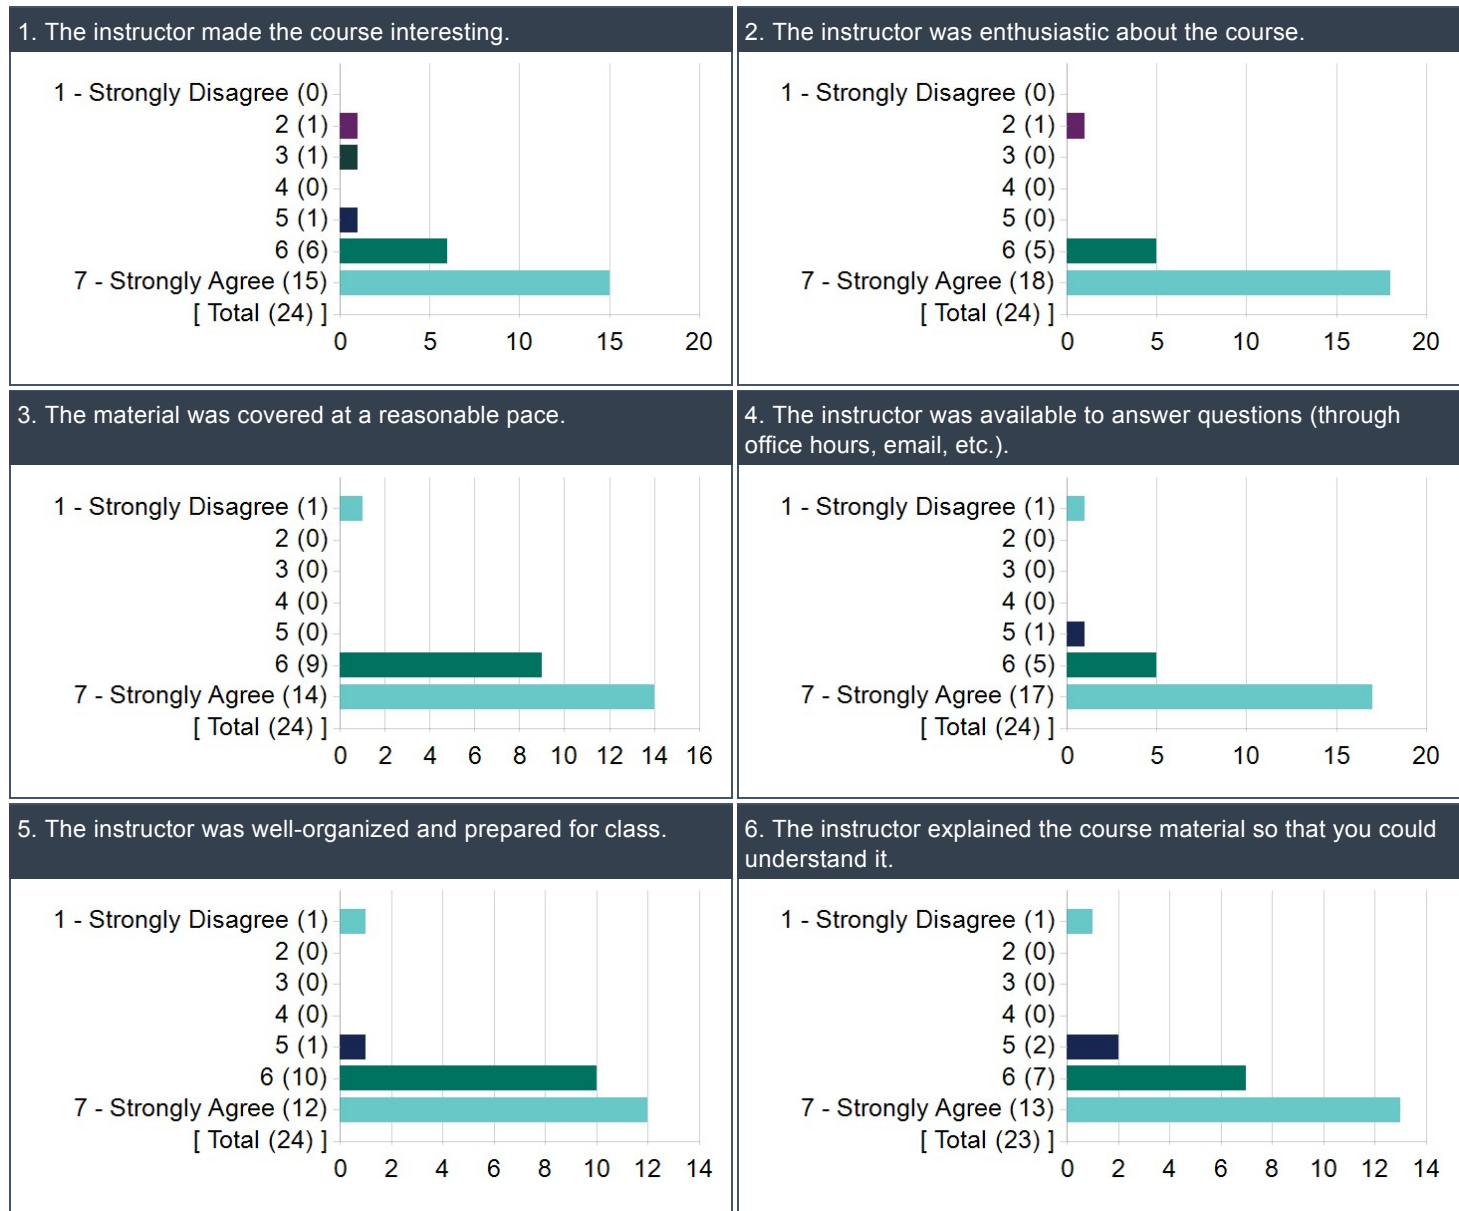 1. The instructor made the course interesting.
1 - Strongly Disagree (0)
2 (1)
3 (1)
4 (0)
5 (1)
6 (6)
7 - Strongly Agree (15)
[ Total (24) ]
0 5 10 15 20
2. The instructor was enthusiastic about the course.
1 - Strongly Disagree (0)
2 (1)
3 (0)
4 (0)
5 (0)
6 (5)
7 - Strongly Agree (18)
[ Total (24) ]
0 5 10 15 20
3. The material was covered at a reasonable pace.
1 - Strongly Disagree (1)
2 (0)
3 (0)
4 (0)
5 (0)
6 (9)
7 - Strongly Agree (14)
[ Total (24) ]
0 2 4 6 8 10 12 14 16
4. The instructor was available to answer questions (through
office hours, email, etc.).
1 - Strongly Disagree (1)
2 (0)
3 (0)
4 (0)
5 (1)
6 (5)
7 - Strongly Agree (17)
[ Total (24) ]
0 5 10 15 20
5. The instructor was well-organized and prepared for class.
1 - Strongly Disagree (1)
2 (0)
3 (0)
4 (0)
5 (1)
6 (10)
7 - Strongly Agree (12)
[ Total (24) ]
0 2 4 6 8 10 12 14
6. The instructor explained the course material so that you could
understand it.
1 - Strongly Disagree (1)
2 (0)
3 (0)
4 (0)
5 (2)
6 (7)
7 - Strongly Agree (13)
[ Total (23) ]
0 2 4 6 8 10 12 14